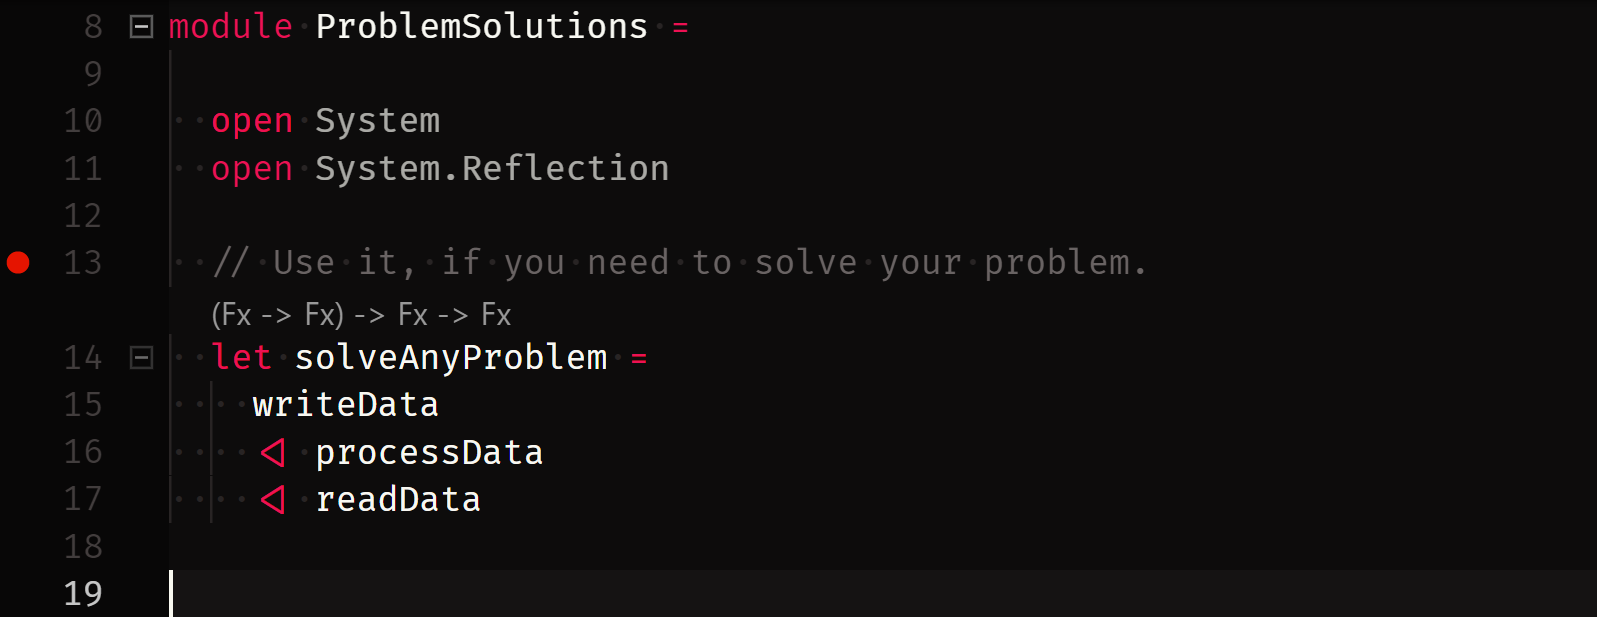 8 module ProblemSolutions =
9
10 open System
11 open System.Reflection
12
13 // Use it, if you need to solve your problem.
(Fx -> Fx) -> Fx -> Fx
14 let solveAnyProblem =
15 writeData
16 <| processData
17 <| readData
18
19